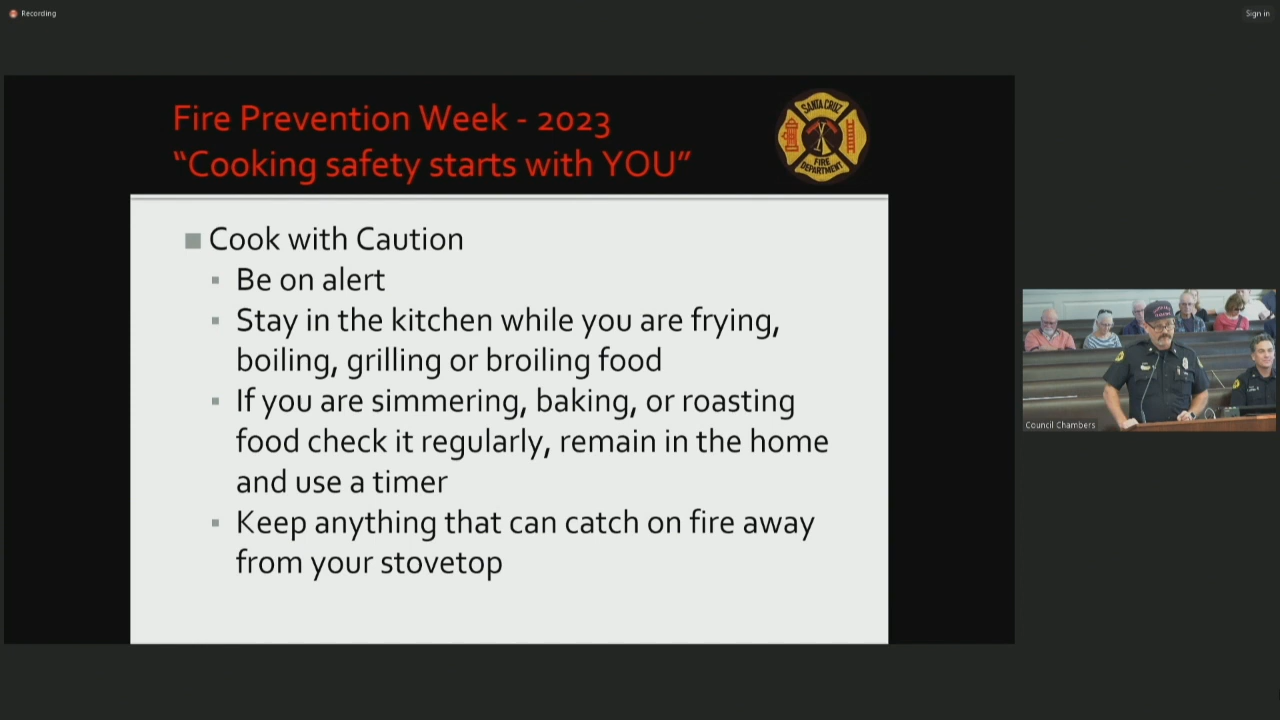 Recording
Sign in
Fire Prevention Week - 2023
“Cooking safety starts with YOU”
SANTA CRUZ
FIRE
DEPARTMENT
Cook with Caution
Be on alert
Stay in the kitchen while you are frying,
boiling, grilling or broiling food
If you are simmering, baking, or roasting
food check it regularly, remain in the home
and use a timer
Keep anything that can catch on fire away
from your stovetop
Council Chambers